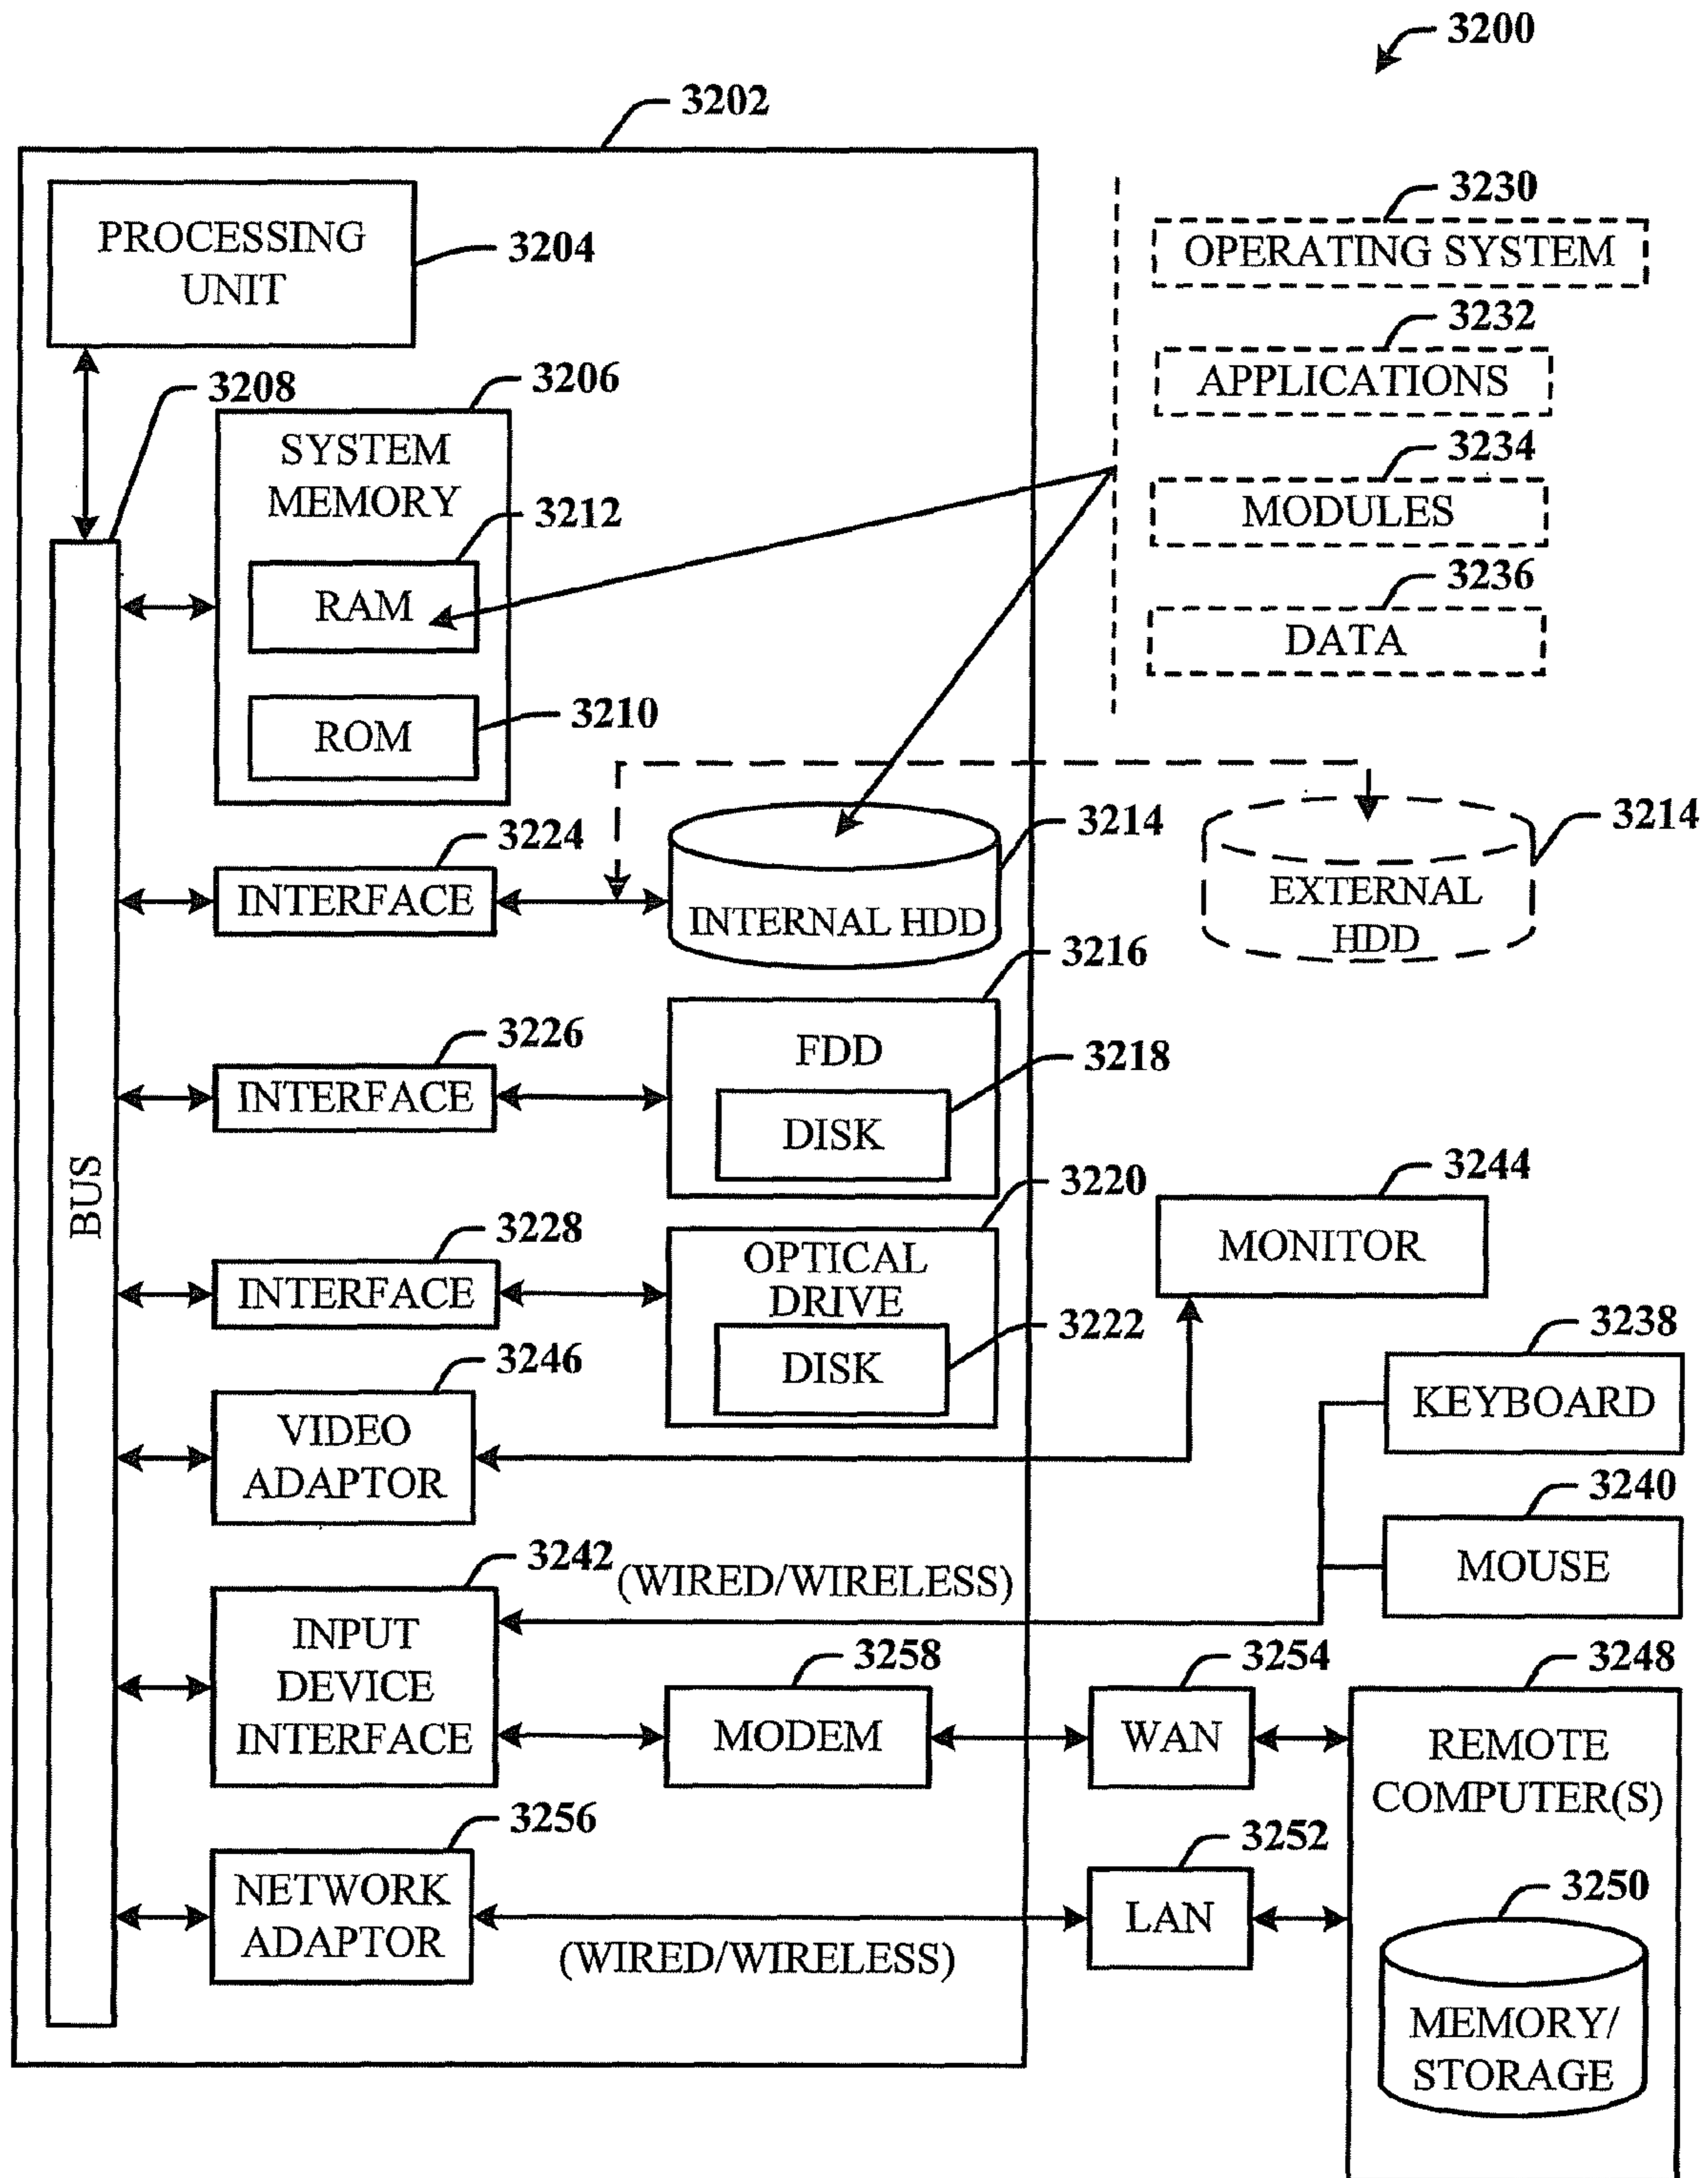 3200
3202
PROCESSING
UNIT
3204
3230
OPERATING SYSTEM
3232
APPLICATIONS
3234
MODULES
3236
DATA
3208
3206
SYSTEM
MEMORY
3212
RAM
3210
ROM
BUS
3224
INTERFACE
3214
INTERNAL HDD
3214
EXTERNAL
HDD
3226
INTERFACE
3216
FDD
3218
DISK
3228
INTERFACE
3220
OPTICAL
DRIVE
3222
DISK
3244
MONITOR
3246
VIDEO
ADAPTOR
3238
KEYBOARD
3240
MOUSE
3242
(WIRED/WIRELESS)
INPUT
DEVICE
INTERFACE
3258
MODEM
3254
WAN
3248
REMOTE
COMPUTER(S)
3256
NETWORK
ADAPTOR
(WIRED/WIRELESS)
3252
LAN
3250
MEMORY/
STORAGE